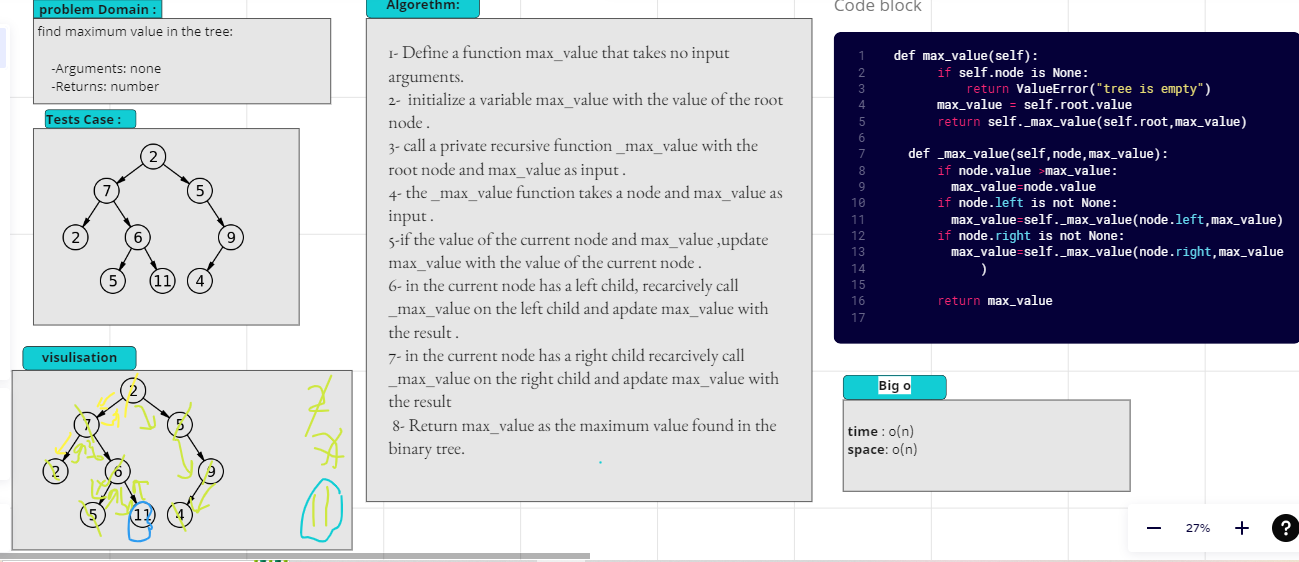 problem Domain :
find maximum value in the tree:
-Arguments: none
-Returns: number
Tests Case :
2
7 5
2 6 9
5 11 4
visulisation
2
7 5
2 6 9
5 11 4
2
7
11
Algorethm:
1- Define a function max_value that takes no input
arguments.
2- initialize a variable max_value with the value of the root
node .
3- call a private recursive function _max_value with the
root node and max_value as input .
4- the _max_value function takes a node and max_value as
input .
5-if the value of the current node and max_value ,update
max_value with the value of the current node .
6- in the current node has a left child, recarcively call
_max_value on the left child and apdate max_value with
the result .
7- in the current node has a right child recarcively call
_max_value on the right child and apdate max_value with
the result
8- Return max_value as the maximum value found in the
binary tree.
Code block
1 def max_value(self):
2 if self.node is None:
3 return ValueError("tree is empty")
4 max_value = self.root.value
5 return self._max_value(self.root,max_value)
6
7 def _max_value(self,node,max_value):
8 if node.value >max_value:
9 max_value=node.value
10 if node.left is not None:
11 max_value=self._max_value(node.left,max_value)
12 if node.right is not None:
13 max_value=self._max_value(node.right,max_value
14 )
15
16 return max_value
17
Big o
time : o(n)
space: o(n)
27%
?